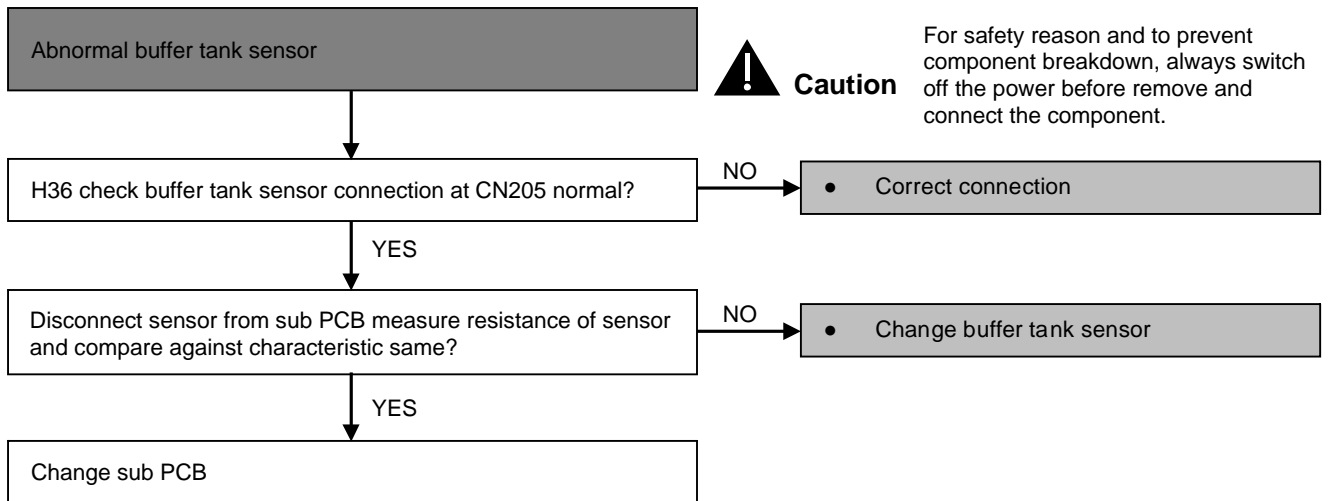 Abnormal buffer tank sensor
Caution
For safety reason and to prevent
component breakdown, always switch
off the power before remove and
connect the component.
H36 check buffer tank sensor connection at CN205 normal?
NO
● Correct connection
YES
Disconnect sensor from sub PCB measure resistance of sensor
and compare against characteristic same?
NO
● Change buffer tank sensor
YES
Change sub PCB